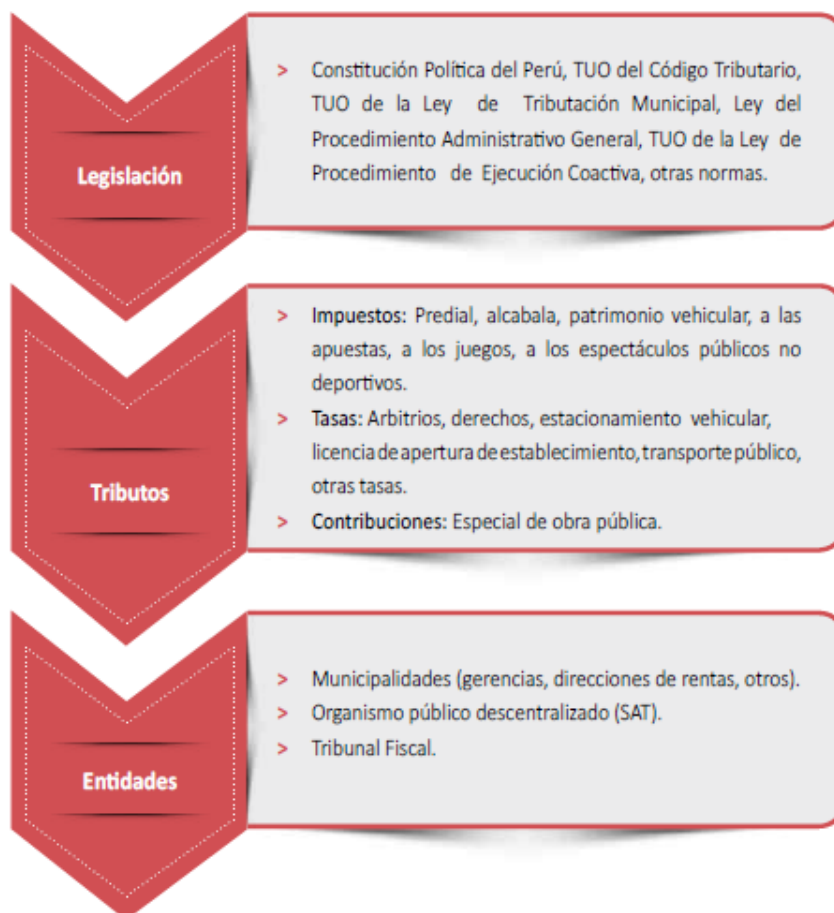 Legislación
> Constitución Política del Perú, TUO del Código Tributario,
TUO de la Ley de Tributación Municipal, Ley del
Procedimiento Administrativo General, TUO de la Ley de
Procedimiento de Ejecución Coactiva, otras normas.
Tributos
> Impuestos: Predial, alcabala, patrimonio vehicular, a las
apuestas, a los juegos, a los espectáculos públicos no
deportivos.
> Tasas: Arbitrios, derechos, estacionamiento vehicular,
licencia de apertura de establecimiento, transporte público,
otras tasas.
> Contribuciones: Especial de obra pública.
Entidades
> Municipalidades (gerencias, direcciones de rentas, otros).
> Organismo público descentralizado (SAT).
> Tribunal Fiscal.